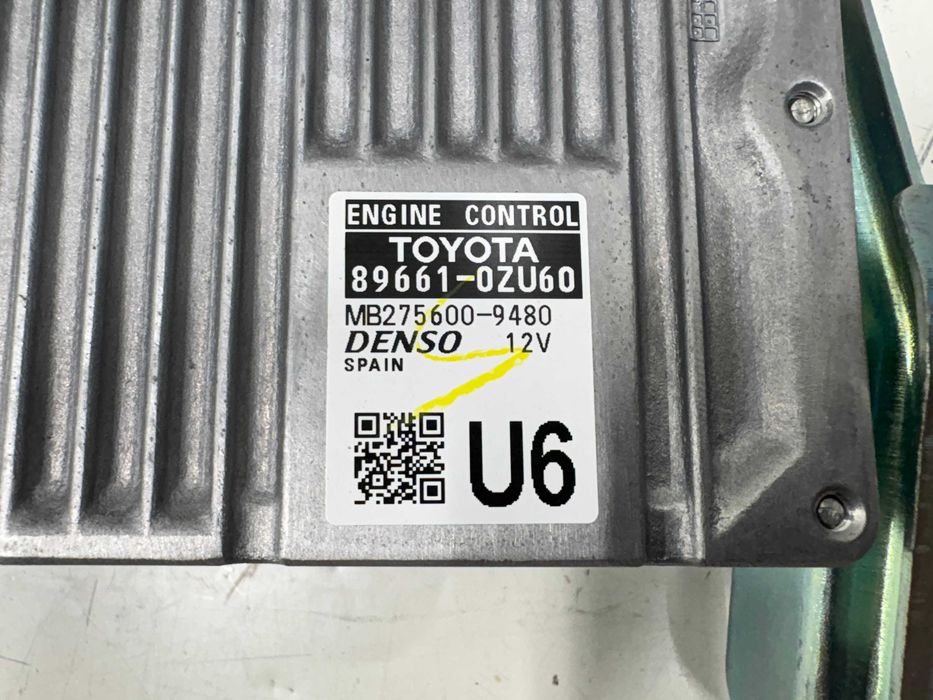 ENGINE CONTROL
TOYOTA
89661-0ZU60
MB275600-9480
DENSO 12V
SPAIN
U6